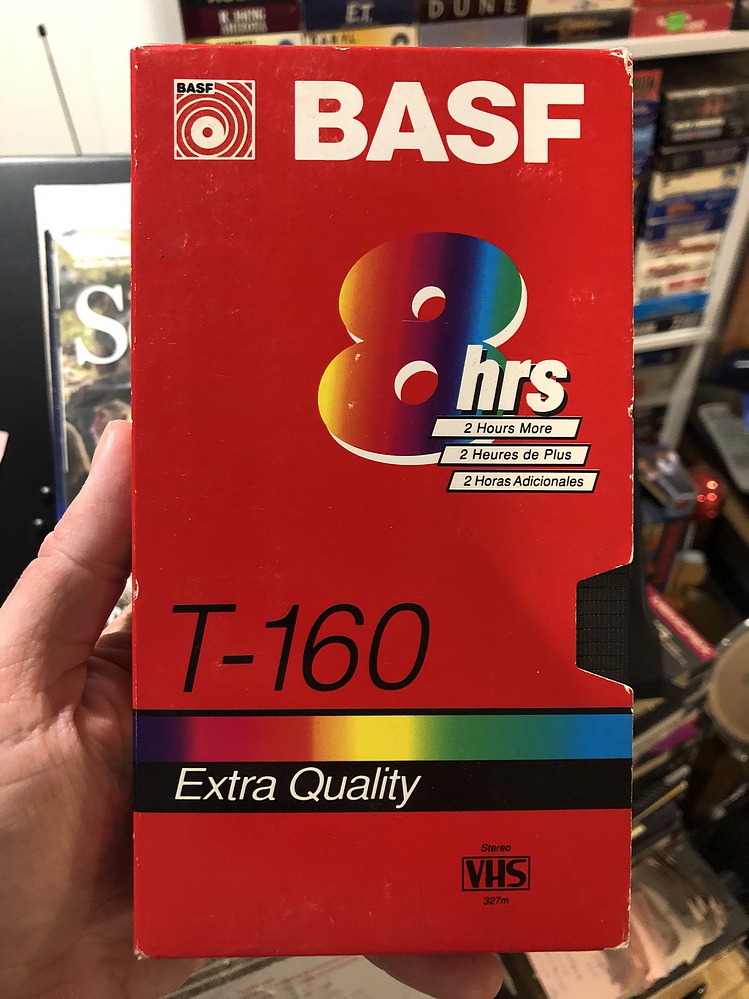 E.T.
DUNE
BASF
BASF
8
hrs
2 Hours More
2 Heures de Plus
2 Horas Adicionales
T-160
Extra Quality
Stereo
VHS
327m
S